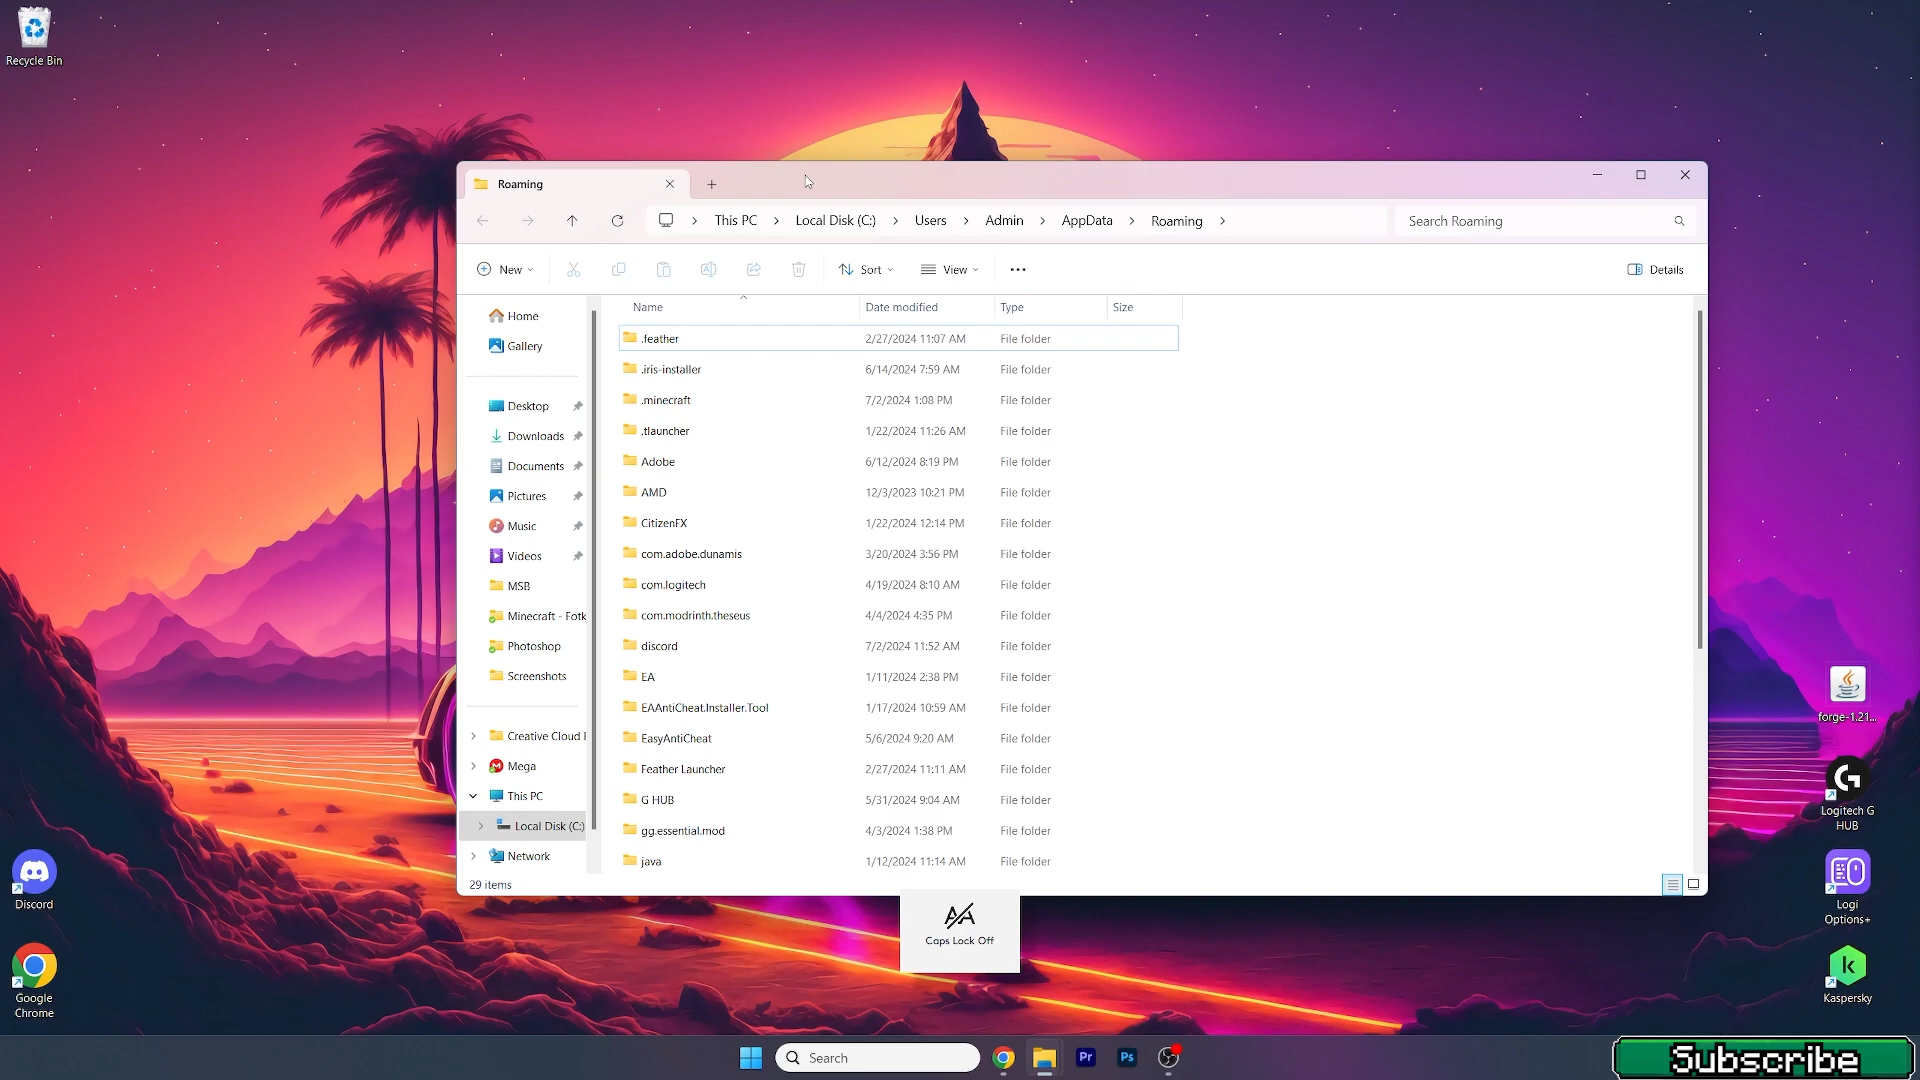 Recycle Bin
Roaming
This PC > Local Disk (C:) > Users > Admin > AppData > Roaming >
Search Roaming
New
Sort
View
Details
Name Date modified Type Size
Home
Gallery
Desktop
Downloads
Documents
Pictures
Music
Videos
MSB
Minecraft - Fotk
Photoshop
Screenshots
Creative Cloud F
Mega
This PC
Local Disk (C:)
Network
.feather 2/27/2024 11:07 AM File folder
.iris-installer 6/14/2024 7:59 AM File folder
.minecraft 7/2/2024 1:08 PM File folder
.tlauncher 1/22/2024 11:26 AM File folder
Adobe 6/12/2024 8:19 PM File folder
AMD 12/3/2023 10:21 PM File folder
CitizenFX 1/22/2024 12:14 PM File folder
com.adobe.dunamis 3/20/2024 3:56 PM File folder
com.logitech 4/19/2024 8:10 AM File folder
com.modrinth.theseus 4/4/2024 4:35 PM File folder
discord 7/2/2024 11:52 AM File folder
EA 1/11/2024 2:38 PM File folder
EAAntiCheat.Installer.Tool 1/17/2024 10:59 AM File folder
EasyAntiCheat 5/6/2024 9:20 AM File folder
Feather Launcher 2/27/2024 11:11 AM File folder
G HUB 5/31/2024 9:04 AM File folder
gg.essential.mod 4/3/2024 1:38 PM File folder
java 1/12/2024 11:14 AM File folder
29 items
Caps Lock Off
Discord
Google
Chrome
forge-1.21...
Logitech G
HUB
Logi
Options+
Kaspersky
Search
Pr
Ps
Subscribe